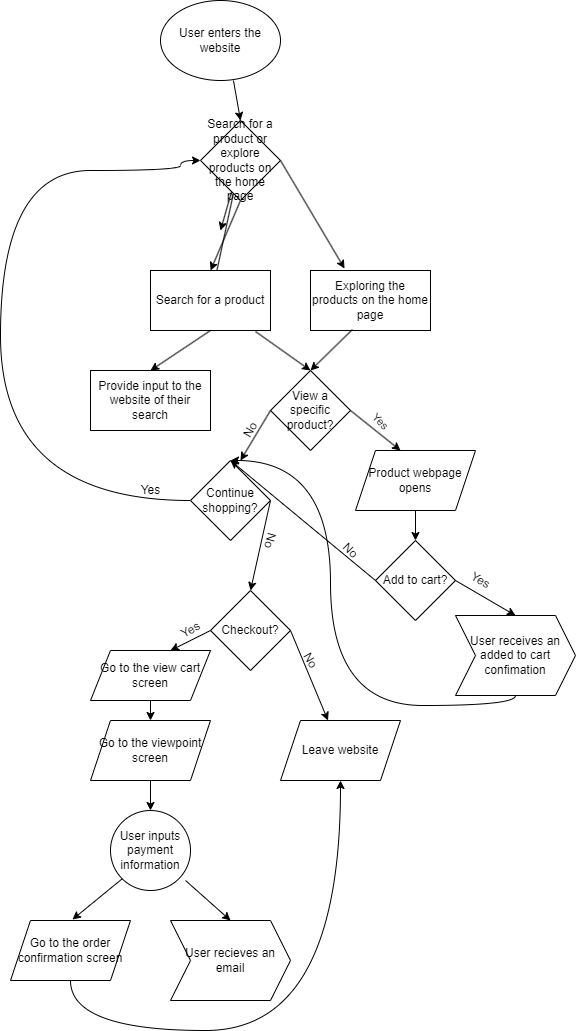 User enters the
website
Search for a
product or
explore
products on
the home
page
Search for a product
Exploring the
products on the home
page
Provide input to the
website of their
search
View a
specific
product?
No
Yes
Product webpage
opens
Yes
Continue
shopping?
No
No
Add to cart?
Yes
User receives an
added to cart
confimation
Yes
Checkout?
No
Go to the view cart
screen
Go to the viewpoint
screen
Leave website
User inputs
payment
information
Go to the order
confirmation screen
User recieves an
email